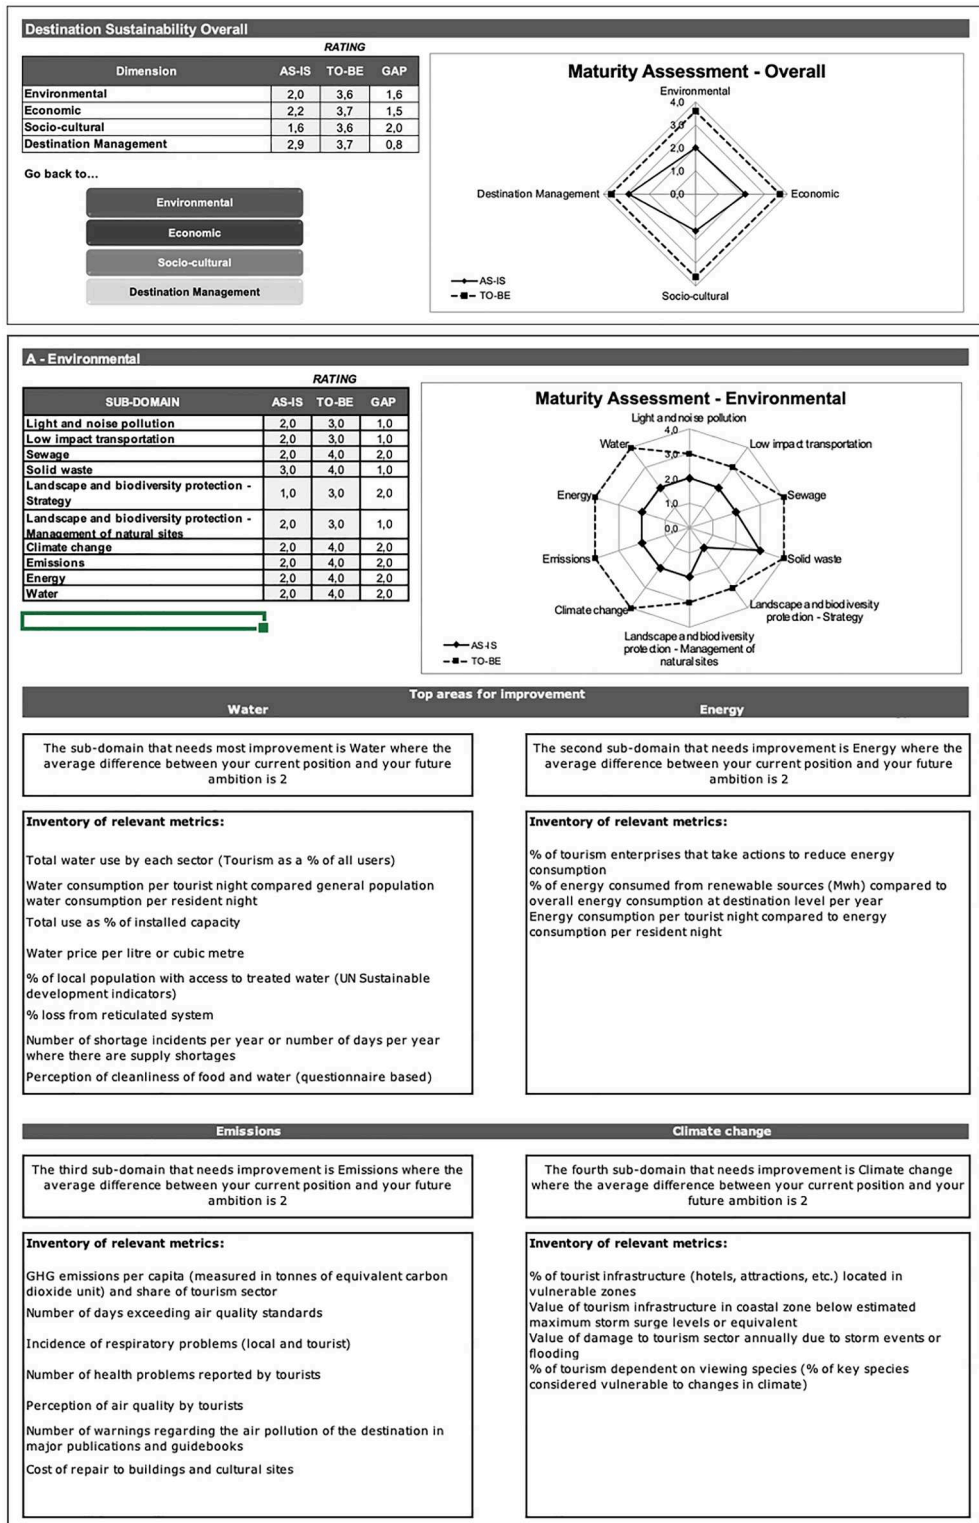 Destination Sustainability Overall
RATING
Dimension AS-IS TO-BE GAP
Environmental 2,0 3,6 1,6
Economic 2,2 3,7 1,5
Socio-cultural 1,6 3,6 2,0
Destination Management 2,9 3,7 0,8
Go back to...
Environmental
Economic
Socio-cultural
Destination Management
Maturity Assessment - Overall
Environmental
4,0
3,0
2,0
1,0
0,0
Destination Management
Economic
Socio-cultural
AS-IS
TO-BE
A - Environmental
RATING
SUB-DOMAIN AS-IS TO-BE GAP
Light and noise pollution 2,0 3,0 1,0
Low impact transportation 2,0 3,0 1,0
Sewage 2,0 4,0 2,0
Solid waste 3,0 4,0 1,0
Landscape and biodiversity protection -
Strategy 1,0 3,0 2,0
Landscape and biodiversity protection -
Management of natural sites 2,0 3,0 1,0
Climate change 2,0 4,0 2,0
Emissions 2,0 4,0 2,0
Energy 2,0 4,0 2,0
Water 2,0 4,0 2,0
Maturity Assessment - Environmental
Light and noise pollution
4,0
3,0
2,0
1,0
0,0
Low impact transportation
Sewage
Solid waste
Landscape and biodiversity
protection - Strategy
Landscape and biodiversity
protection - Management of
natural sites
Climate change
Emissions
Energy
Water
AS-IS
TO-BE
Top areas for improvement
Water
Energy
The sub-domain that needs most improvement is Water where the
average difference between your current position and your future
ambition is 2
The second sub-domain that needs improvement is Energy where the
average difference between your current position and your future
ambition is 2
Inventory of relevant metrics:
Total water use by each sector (Tourism as a % of all users)
Water consumption per tourist night compared general population
water consumption per resident night
Total use as % of installed capacity
Water price per litre or cubic metre
% of local population with access to treated water (UN Sustainable
development indicators)
% loss from reticulated system
Number of shortage incidents per year or number of days per year
where there are supply shortages
Perception of cleanliness of food and water (questionnaire based)
Inventory of relevant metrics:
% of tourism enterprises that take actions to reduce energy
consumption
% of energy consumed from renewable sources (Mwh) compared to
overall energy consumption at destination level per year
Energy consumption per tourist night compared to energy
consumption per resident night
Emissions
Climate change
The third sub-domain that needs improvement is Emissions where the
average difference between your current position and your future
ambition is 2
The fourth sub-domain that needs improvement is Climate change
where the average difference between your current position and your
future ambition is 2
Inventory of relevant metrics:
GHG emissions per capita (measured in tonnes of equivalent carbon
dioxide unit) and share of tourism sector
Number of days exceeding air quality standards
Incidence of respiratory problems (local and tourist)
Number of health problems reported by tourists
Perception of air quality by tourists
Number of warnings regarding the air pollution of the destination in
major publications and guidebooks
Cost of repair to buildings and cultural sites
Inventory of relevant metrics:
% of tourist infrastructure (hotels, attractions, etc.) located in
vulnerable zones
Value of tourism infrastructure in coastal zone below estimated
maximum storm surge levels or equivalent
Value of damage to tourism sector annually due to storm events or
flooding
% of tourism dependent on viewing species (% of key species
considered vulnerable to changes in climate)